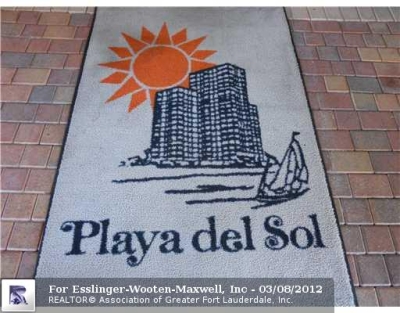 Playa del Sol
For Esslinger-Wooten-Maxwell, Inc - 03/08/2012
REALTOR® Association of Greater Fort Lauderdale, Inc.